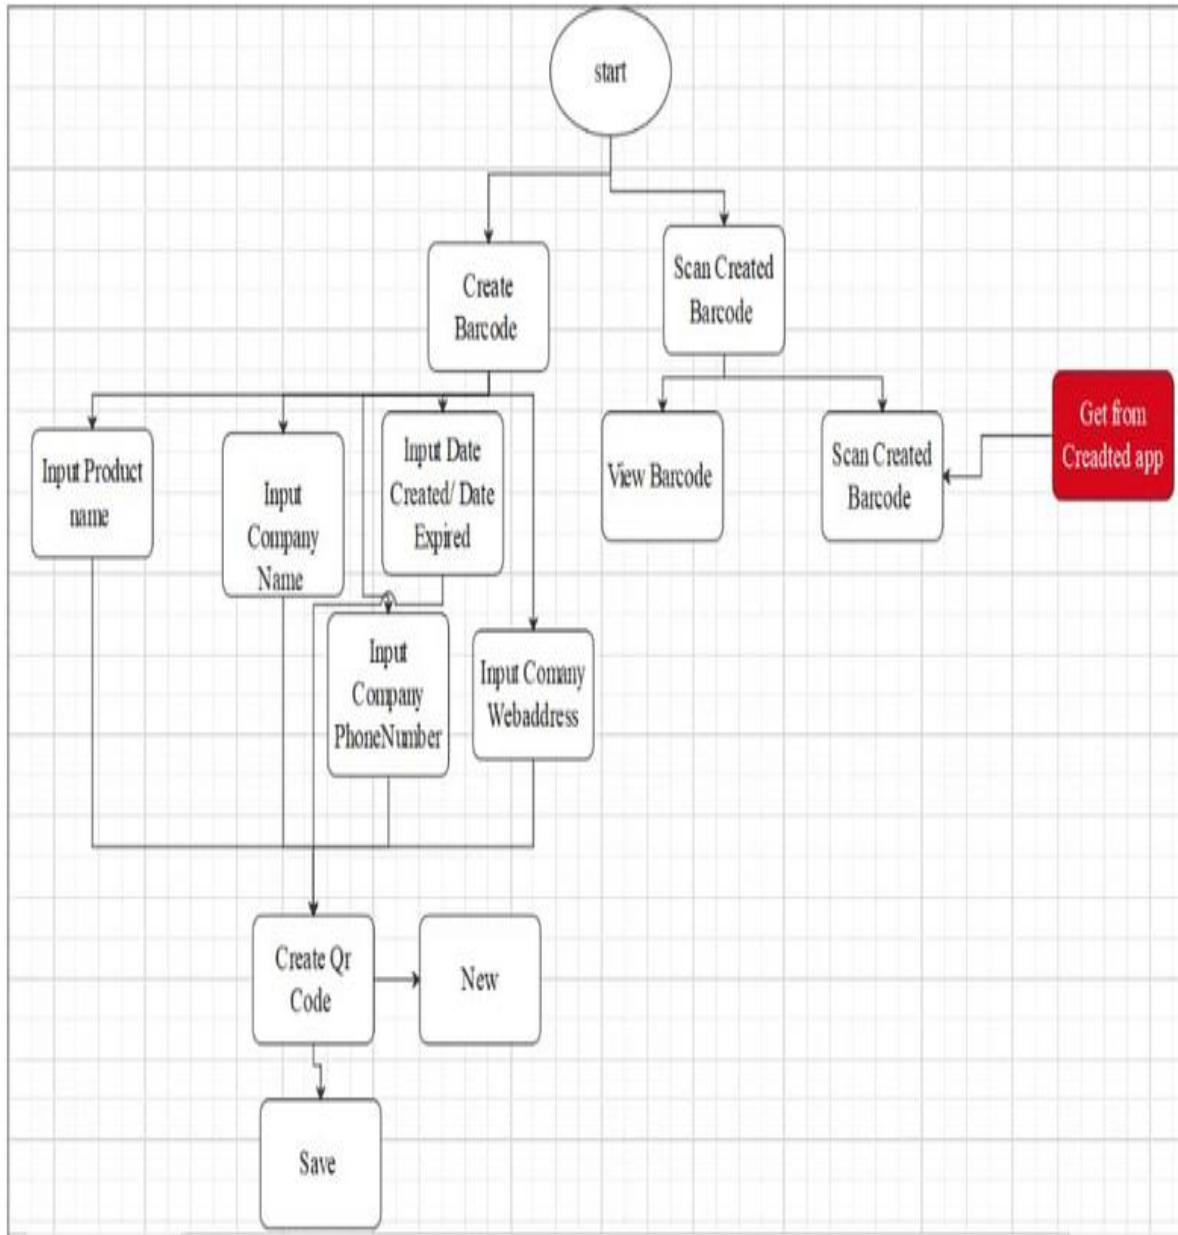 start
Create
Barcode
Scan Created
Barcode
Input Product
name
Input
Company
Name
Input Date
Created/ Date
Expired
View Barcode
Scan Created
Barcode
Get from
Creadted app
Input
Company
PhoneNumber
Input Comany
Webaddress
Create Qr
Code
New
Save